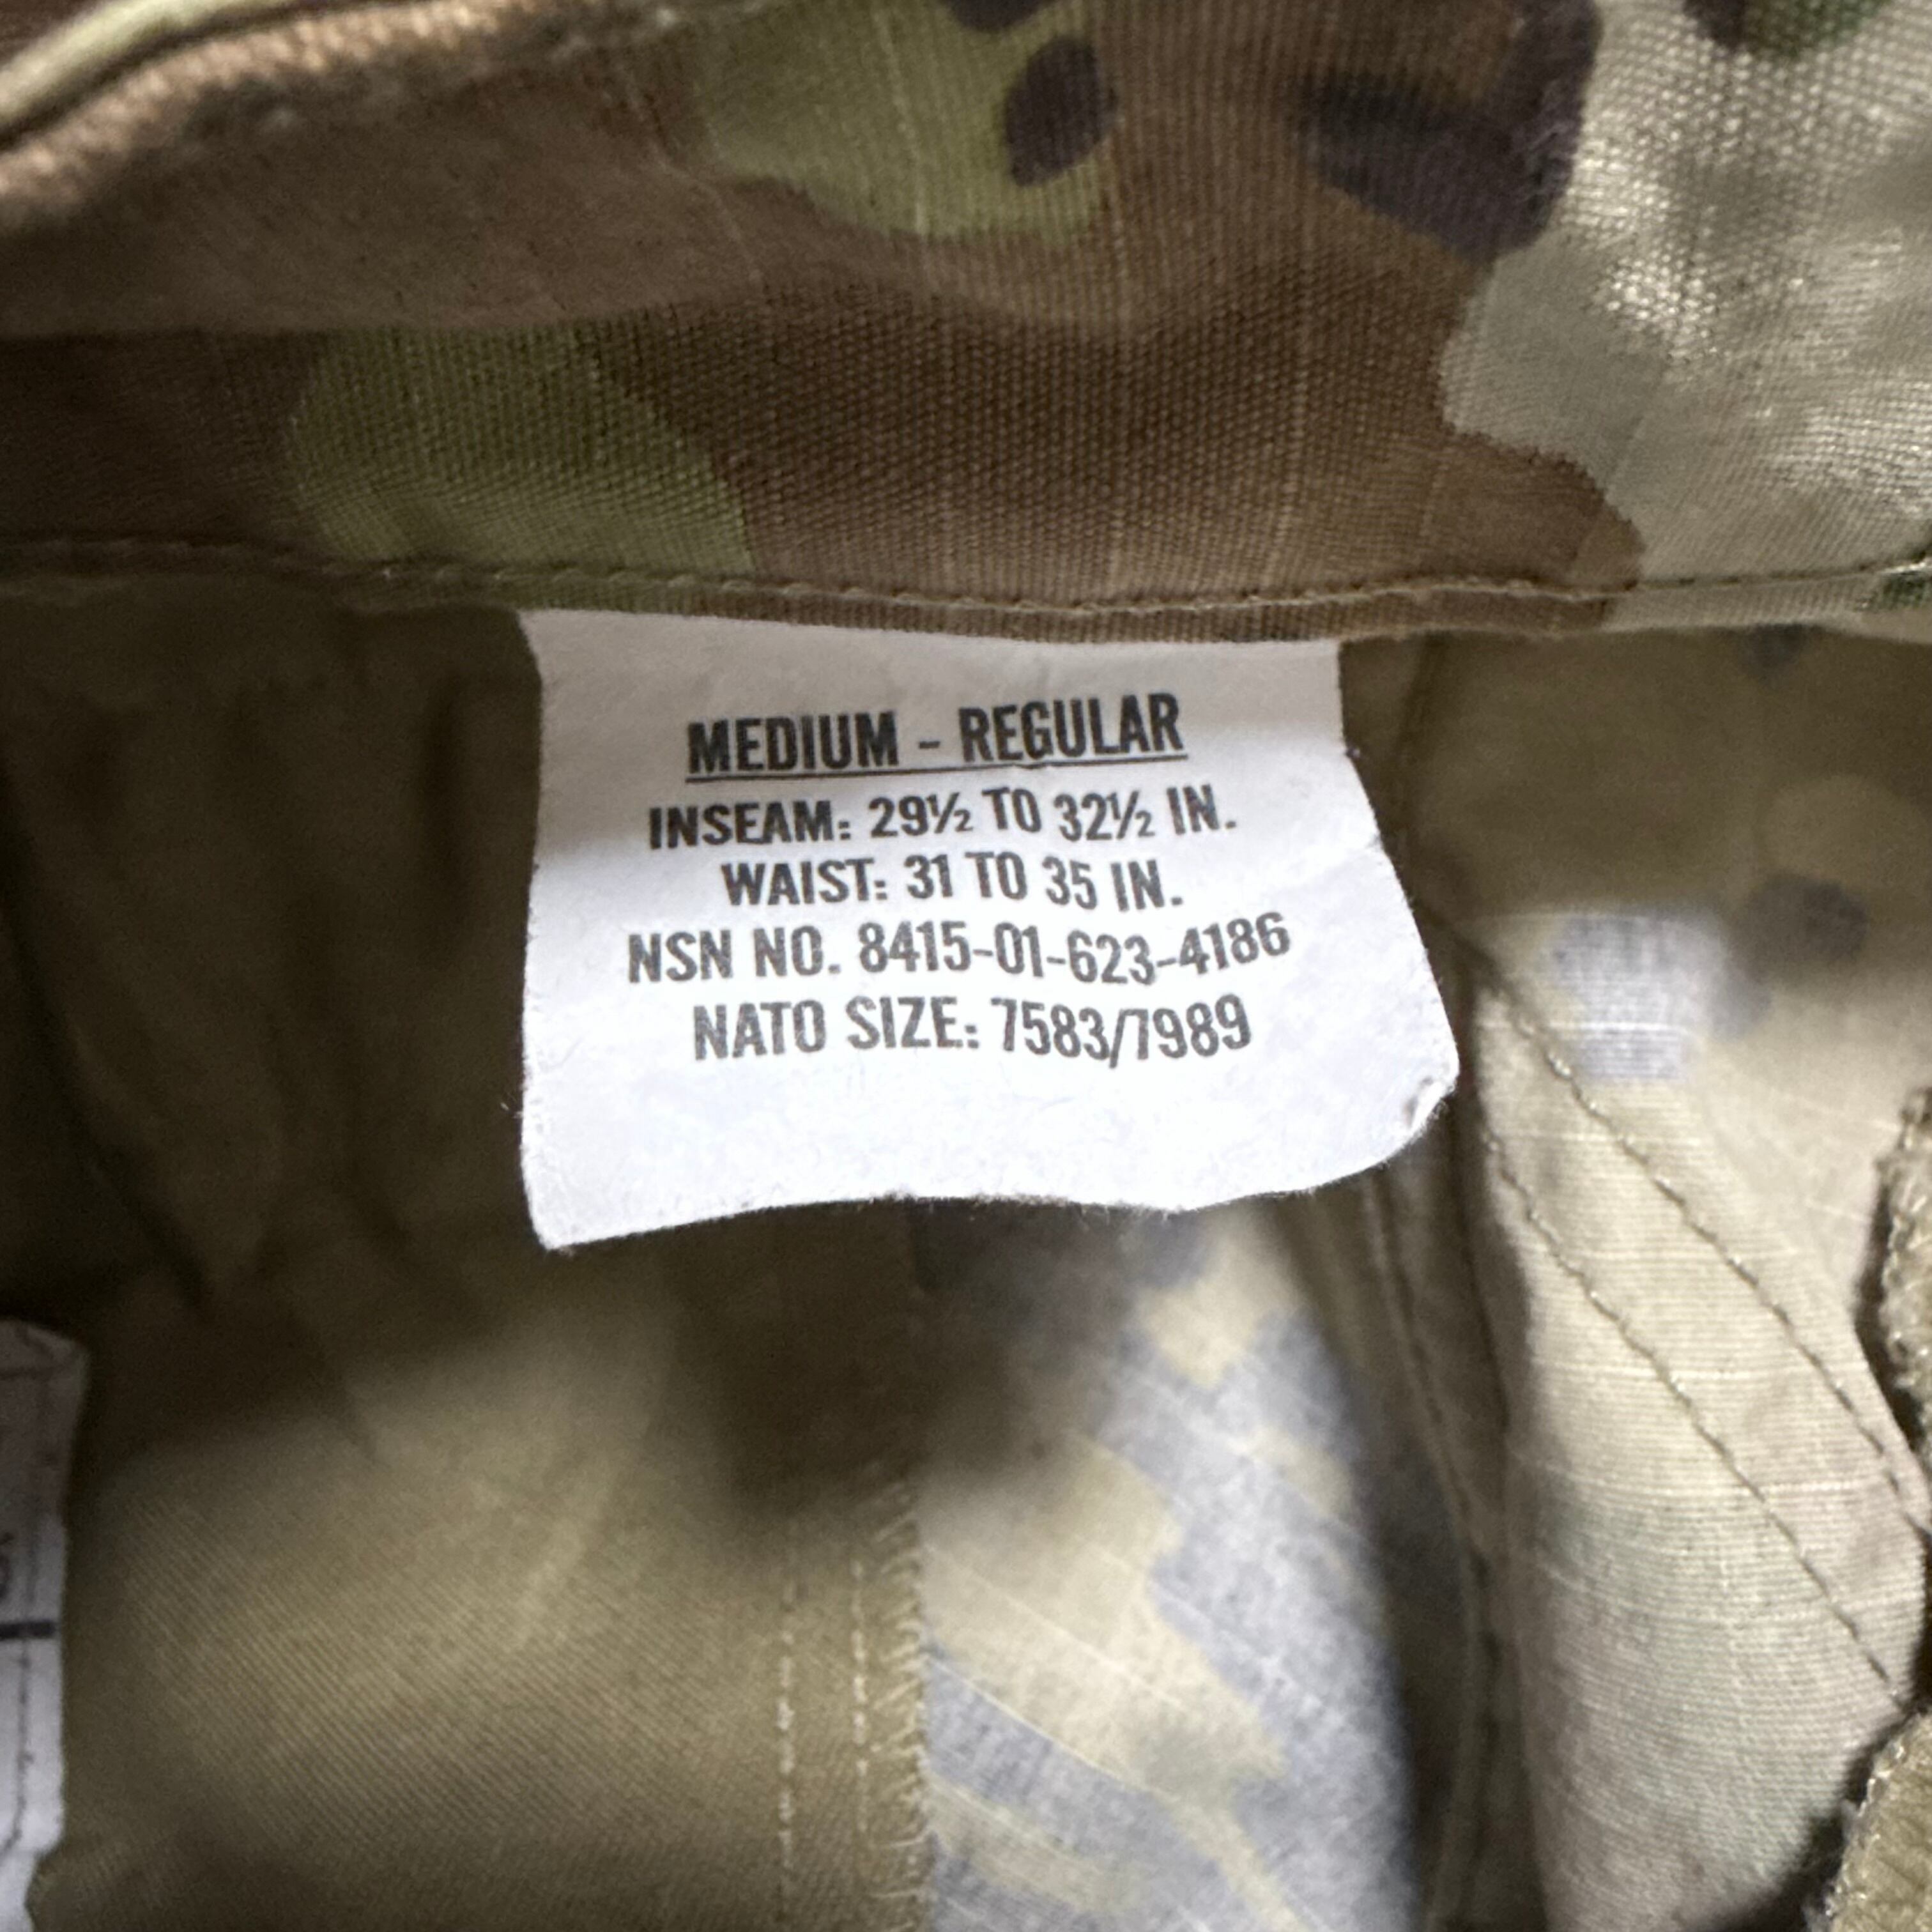 MEDIUM - REGULAR
INSEAM: 29½ TO 32½ IN.
WAIST: 31 TO 35 IN.
NSN NO. 8415-01-623-4186
NATO SIZE: 7583/7989